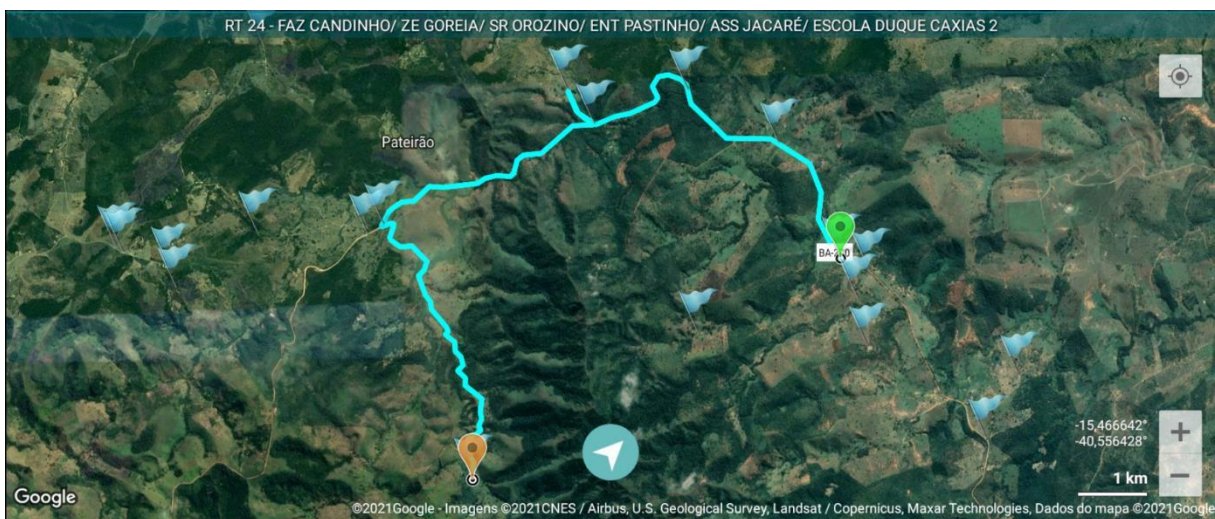 RT 24 - FAZ CANDINHO/ ZE GOREIA/ SR OROZINO/ ENT PASTINHO/ ASS JACARÉ/ ESCOLA DUQUE CAXIAS 2
Pateirão
-15,466642°
-40,556428°
+
−
1 km
Google
©2021Google - Imagens ©2021CNES / Airbus, U.S. Geological Survey, Landsat / Copernicus, Maxar Technologies, Dados do mapa ©2021Google